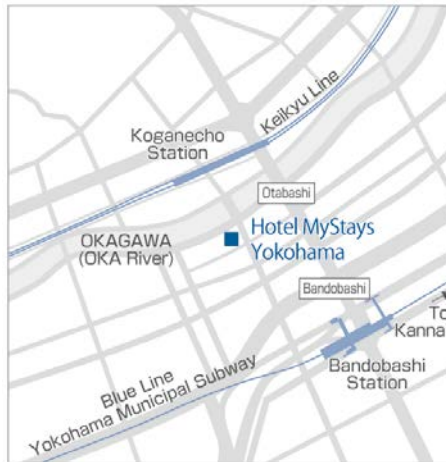 Keikyu Line
Koganecho
Station
Otabashi
Hotel MyStays
Yokohama
OKAGAWA
(OKA River)
Bandobashi
To
Kanna
Bandobashi
Station
Blue Line
Yokohama Municipal Subway